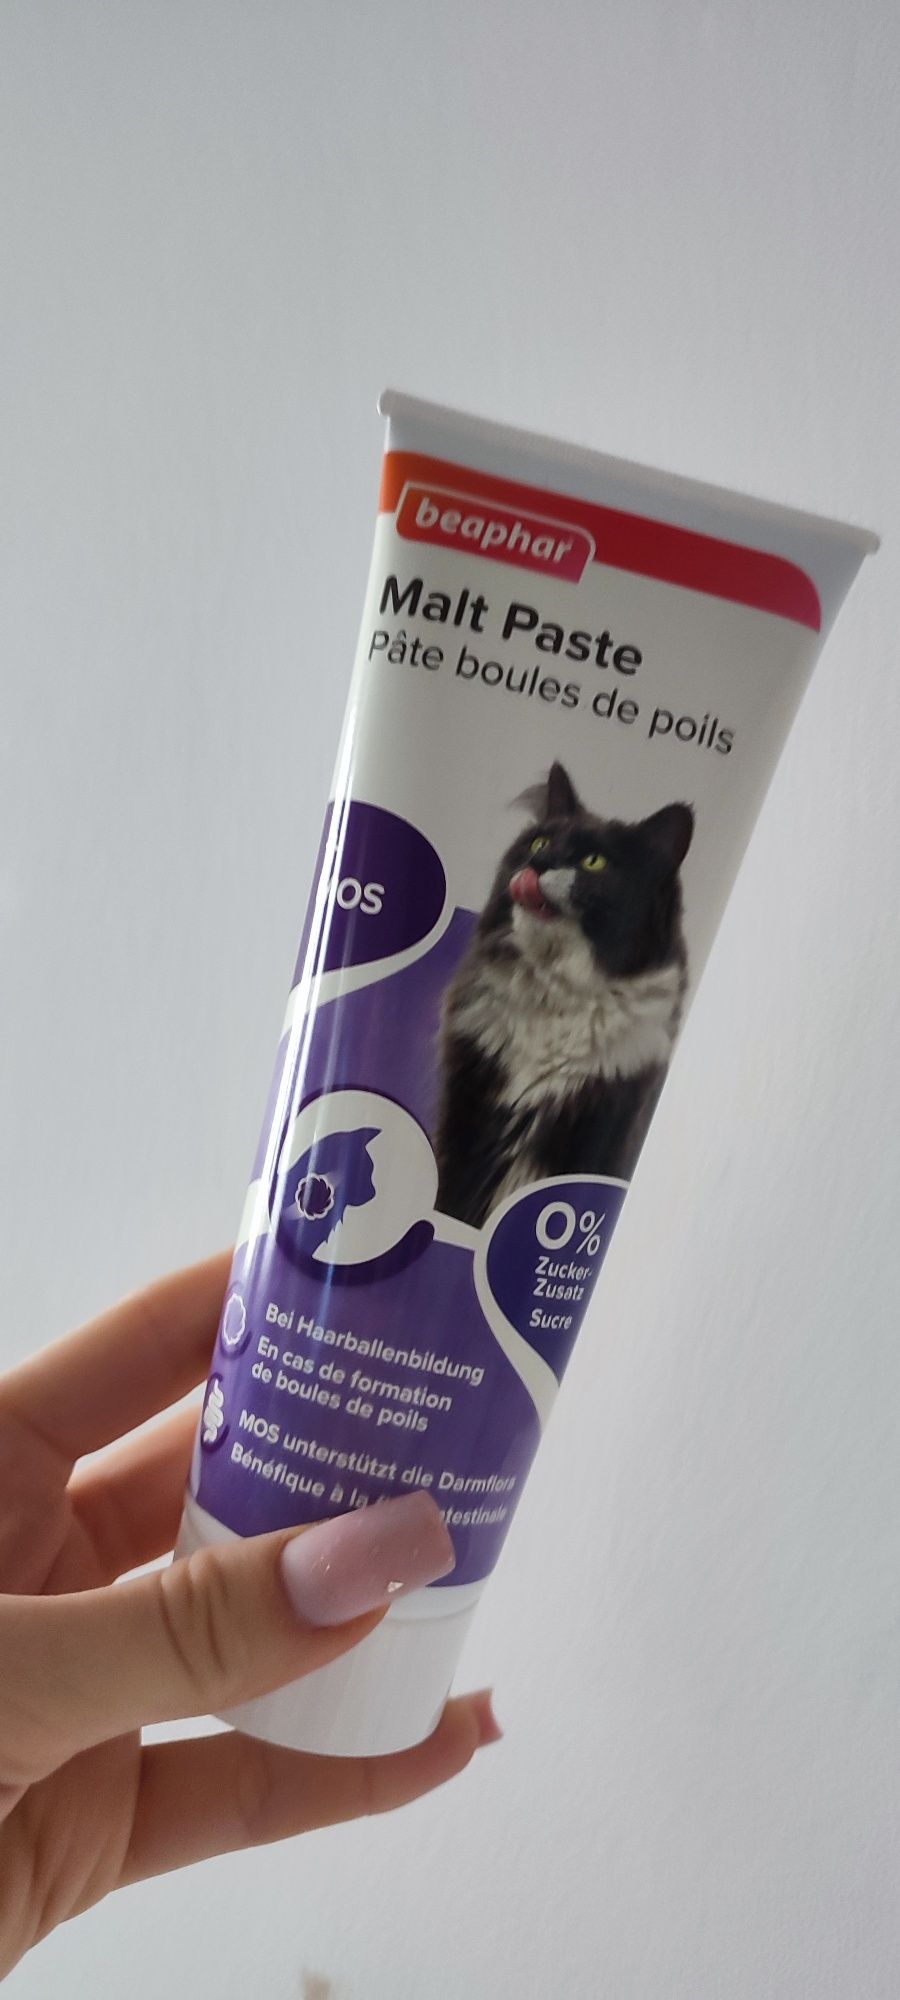 beaphar
Malt Paste
Pâte boules de poils
MOS
0%
Zucker-
Zusatz
Sucre
Bei Haarballenbildung
En cas de formation
de boules de poils
MOS unterstützt die Darmflora
Bénéfique à la